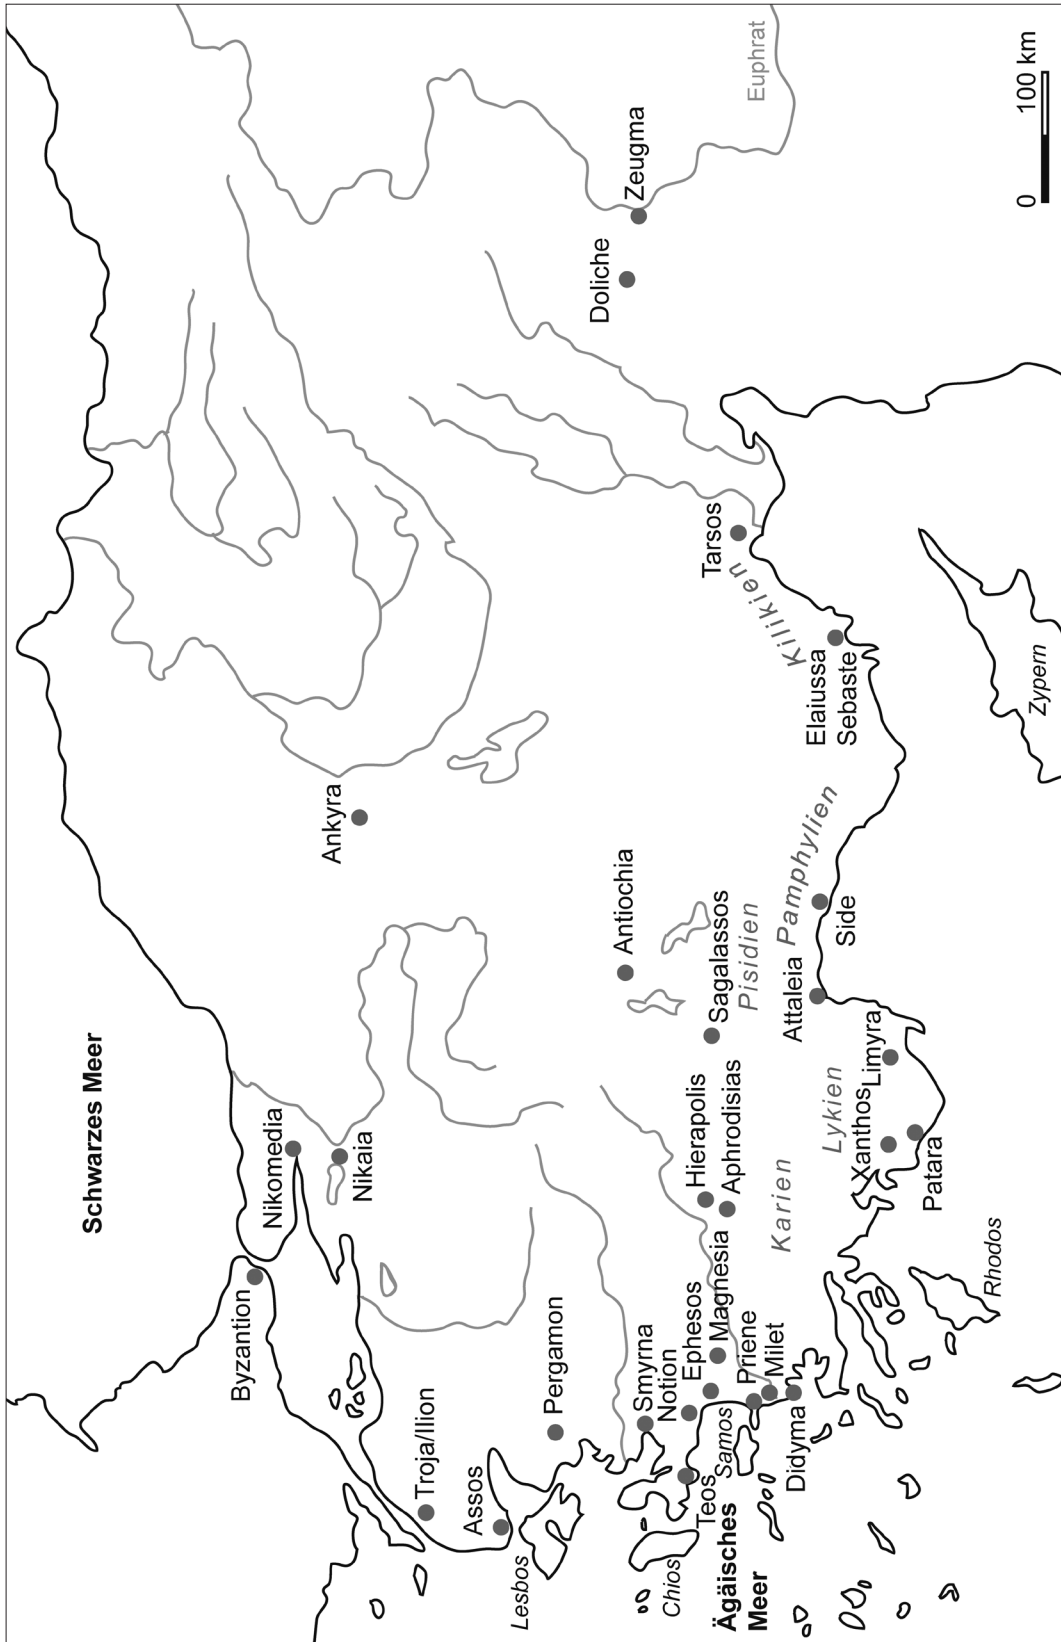 Schwarzes Meer
Byzantion
Nikomedia
Nikaia
Ankyra
Troja/Ilion
Assos
Lesbos
Pergamon
Smyrna
Notion
Chios
Teos
Ephesos
Magnesia
Samos
Priene
Milet
Didyma
Ägäisches
Meer
Hierapolis
Aphrodisias
Karien
Antiochia
Sagalassos
Pisidien
Attaleia
Pamphylien
Side
Lykien
Xanthos
Limyra
Patara
Rhodos
Kilikien
Tarsos
Elaiussa
Sebaste
Zypern
Doliche
Zeugma
Euphrat
0
100 km